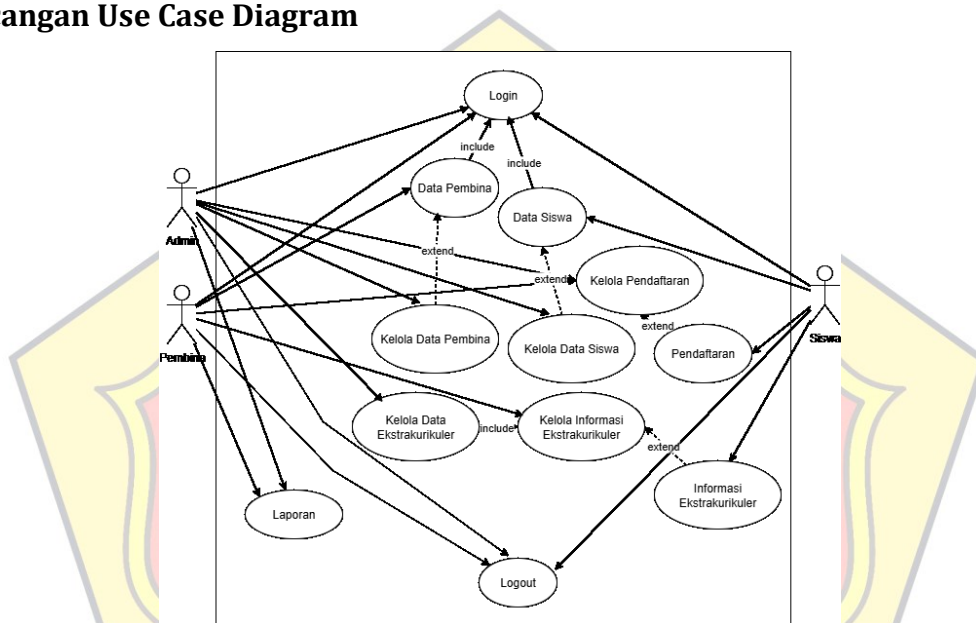 cangan Use Case Diagram
Login
include
include
Data Pembina
Data Siswa
Admin
extend
extend
Kelola Pendaftaran
Siswa
Pembina
Kelola Data Pembina
Kelola Data Siswa
extend
Pendaftaran
Kelola Data
Ekstrakurikuler
include
Kelola Informasi
Ekstrakurikuler
extend
Informasi
Ekstrakurikuler
Laporan
Logout